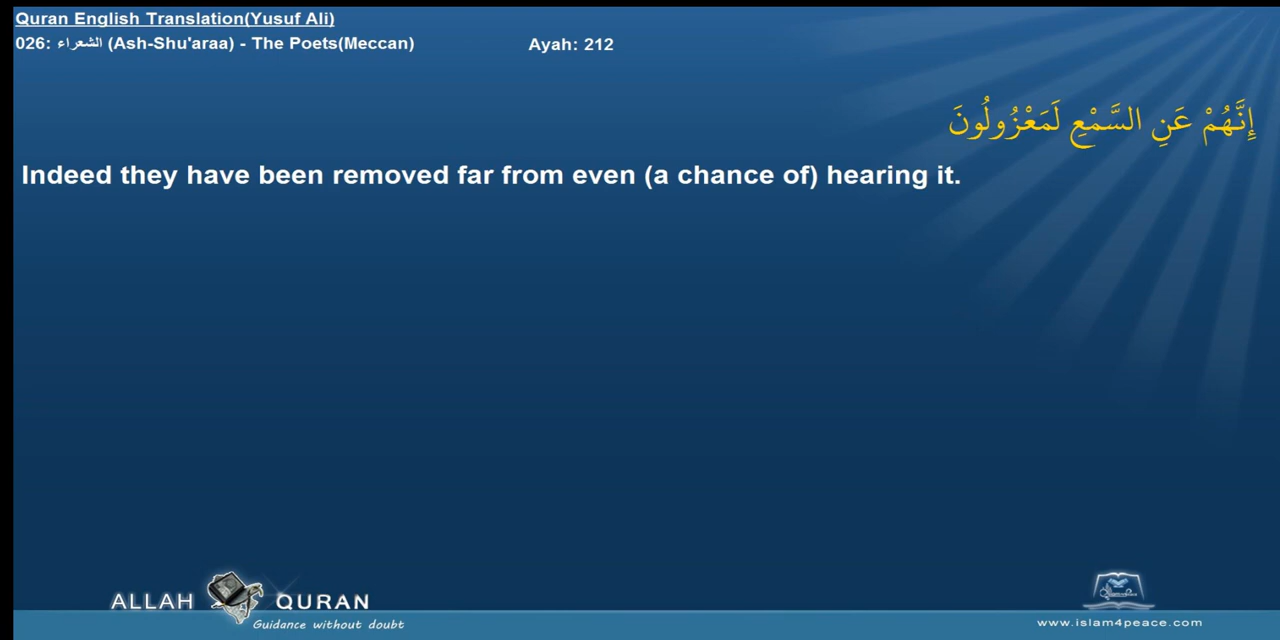 Quran English Translation(Yusuf Ali)
026: الشعراء (Ash-Shu'araa) - The Poets(Meccan) Ayah: 212
إِنَّهُمْ عَنِ السَّمْعِ لَمَعْزُولُونَ
Indeed they have been removed far from even (a chance of) hearing it.
ALLAH QURAN
Guidance without doubt
www.islam4peace.com